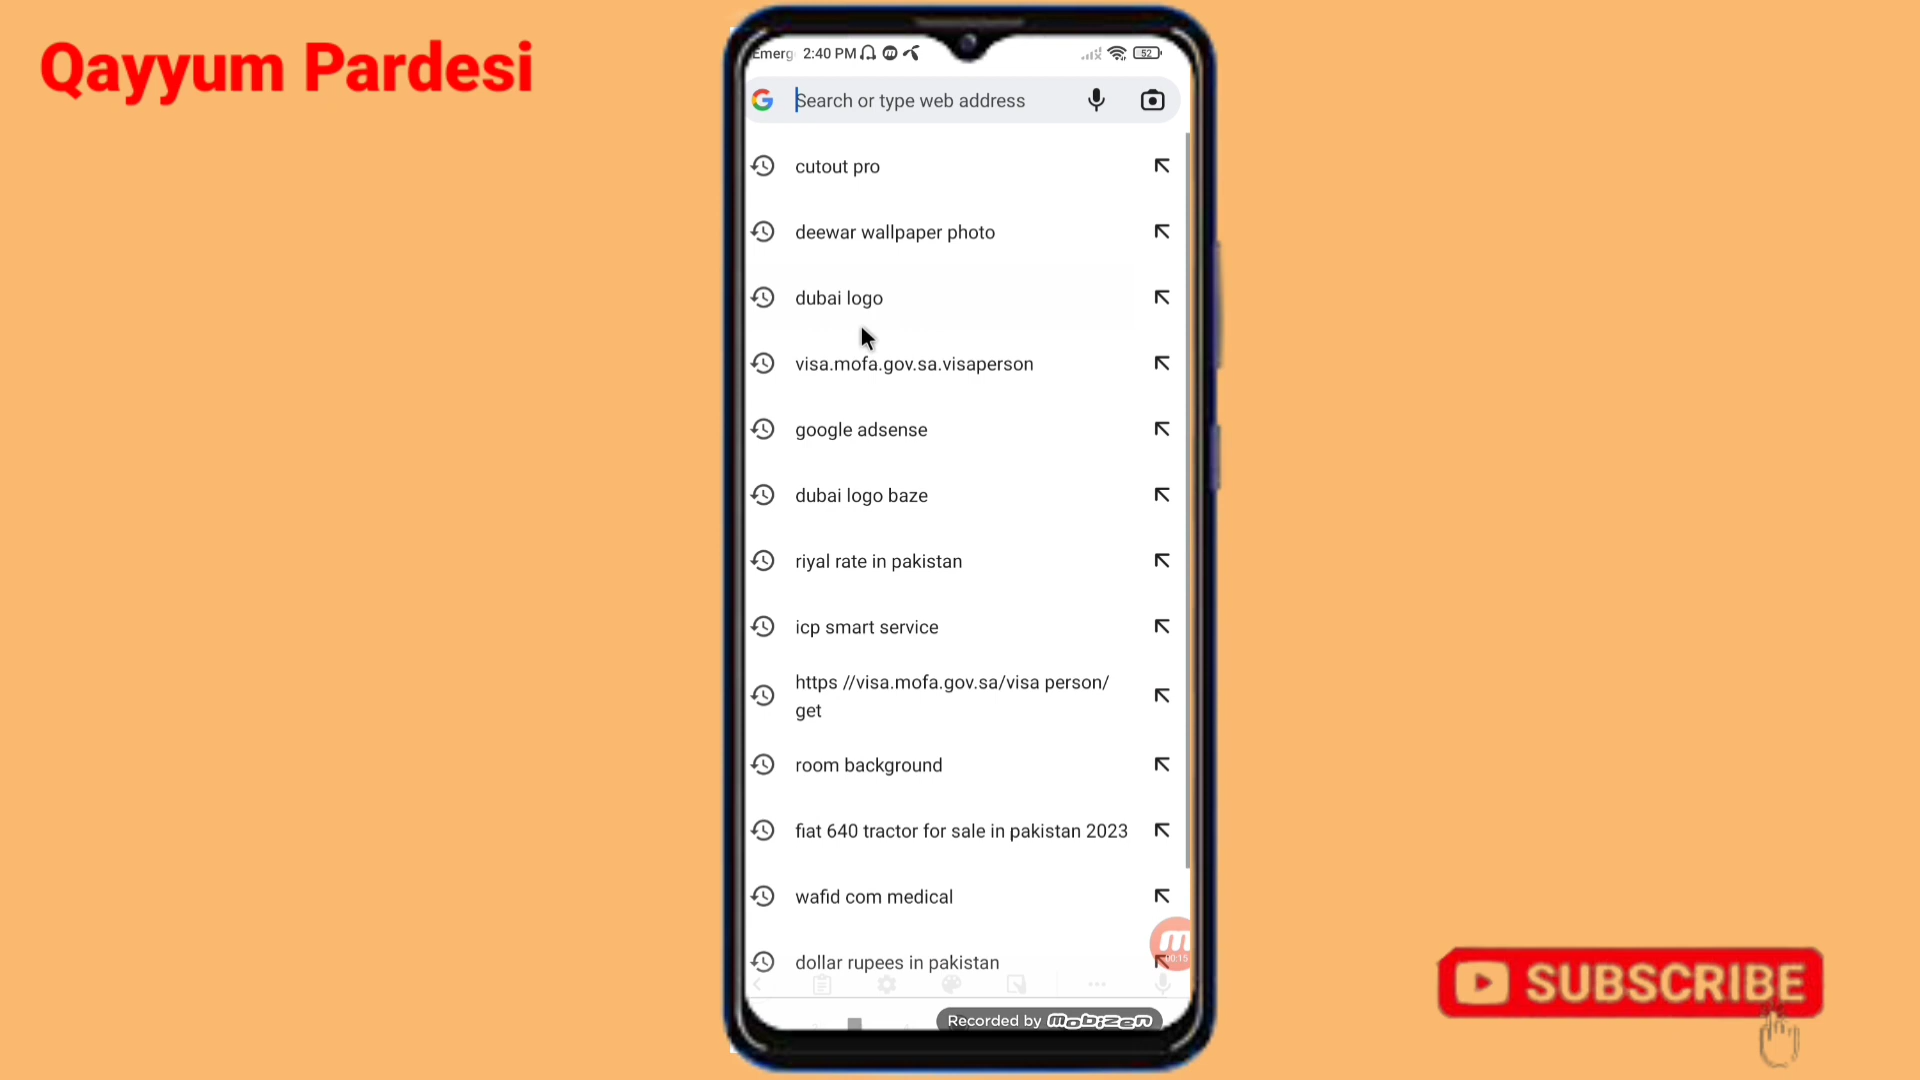 Qayyum Pardesi
Emerg 2:40 PM 52
Search or type web address
cutout pro
deewar wallpaper photo
dubai logo
visa.mofa.gov.sa.visaperson
google adsense
dubai logo baze
riyal rate in pakistan
icp smart service
https //visa.mofa.gov.sa/visa person/
get
room background
fiat 640 tractor for sale in pakistan 2023
wafid com medical
m
00:15
dollar rupees in pakistan
Recorded by mobizen
SUBSCRIBE